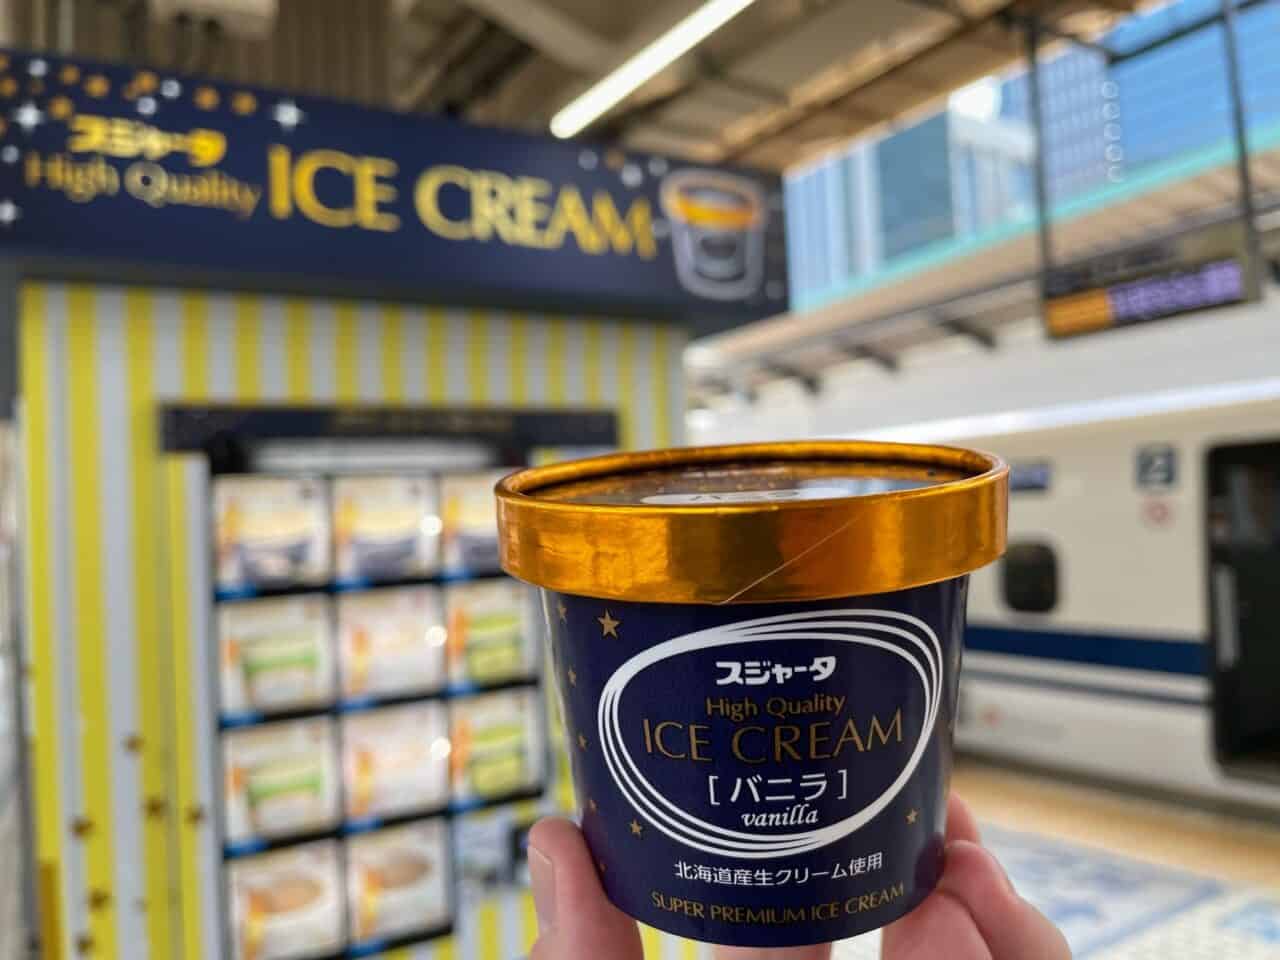 スジャータ
High Quality ICE CREAM
スジャータ
High Quality
ICE CREAM
[バニラ]
vanilla
北海道産生クリーム使用
SUPER PREMIUM ICE CREAM